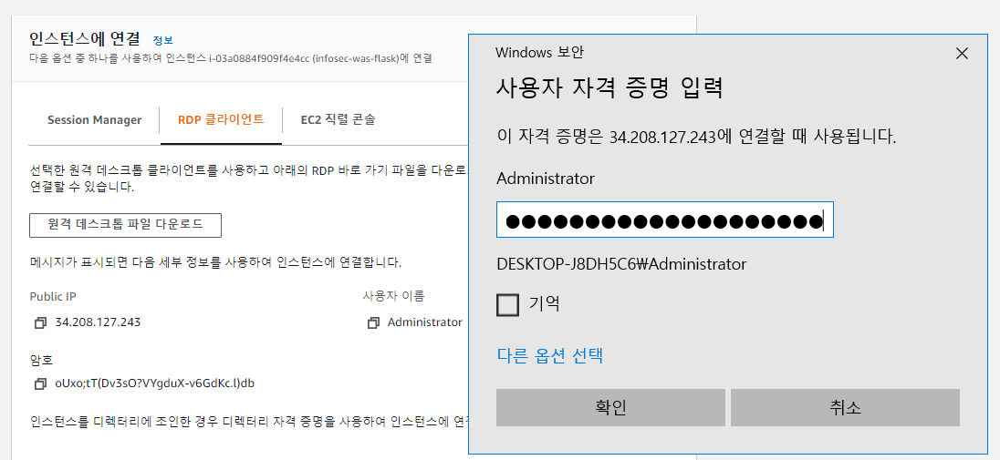 인스턴스에 연결 정보
다음 옵션 중 하나를 사용하여 인스턴스 i-03a0884f909f4e4cc (infosec-was-flask)에 연결
Session Manager
RDP 클라이언트
EC2 직렬 콘솔
선택한 원격 데스크톱 클라이언트를 사용하고 아래의 RDP 바로 가기 파일을 다운로
연결할 수 있습니다.
원격 데스크톱 파일 다운로드
메시지가 표시되면 다음 세부 정보를 사용하여 인스턴스에 연결합니다.
Public IP
34.208.127.243
사용자 이름
Administrator
암호
oUxo;tT(Dv3sO?VYgduX-v6GdKc.l)db
인스턴스를 디렉터리에 조인한 경우 디렉터리 자격 증명을 사용하여 인스턴스에 연
Windows 보안
사용자 자격 증명 입력
이 자격 증명은 34.208.127.243에 연결할 때 사용됩니다.
Administrator
●●●●●●●●●●●●●●●●●●●●
DESKTOP-J8DH5C6₩Administrator
기억
다른 옵션 선택
확인
취소